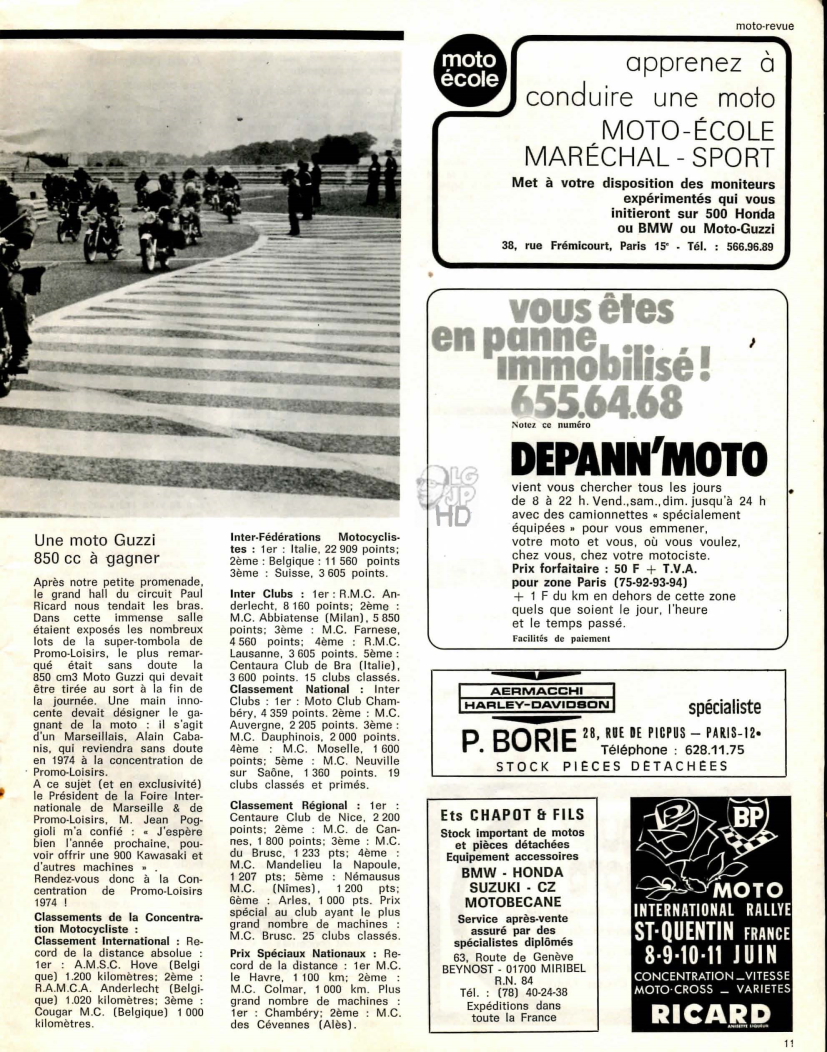 moto-revue
Une moto Guzzi
850 cc à gagner
Après notre petite promenade,
le grand hall du circuit Paul
Ricard nous tendait les bras.
Dans cette immense salle
étaient exposés les nombreux
lots de la super-tombola de
Promo-Loisirs, le plus remar-
qué était sans doute la
850 cm3 Moto Guzzi qui devait
être tirée au sort à la fin de
la journée. Une main inno-
cente devait désigner le ga-
gnant de la moto : il s'agit
d'un Marseillais, Alain Caba-
nis, qui reviendra sans doute
en 1974 à la concentration de
Promo-Loisirs.
A ce sujet (et en exclusivité)
le Président de la Foire Inter-
nationale de Marseille & de
Promo-Loisirs, M. Jean Pog-
gioli m'a confié : « J'espère
bien l'année prochaine, pou-
voir offrir une 900 Kawasaki et
d'autres machines » .
Rendez-vous donc à la Con-
centration de Promo-Loisirs
1974 !
Classements de la Concentra-
tion Motocycliste :
Classement International : Re-
cord de la distance absolue :
1er : A.M.S.C. Hove (Belgi
que) 1.200 kilomètres; 2ème :
R.A.M.C.A. Anderlecht (Belgi-
que) 1.020 kilomètres; 3ème :
Cougar M.C. (Belgique) 1 000
kilomètres.
Inter-Fédérations Motocyclis-
tes : 1er : Italie, 22 909 points;
2ème : Belgique : 11 560 points
3ème : Suisse, 3 605 points.
Inter Clubs : 1er : R.M.C. An-
derlecht, 8 160 points; 2ème :
M.C. Abbiatense (Milan), 5 850
points; 3ème : M.C. Farnese,
4 560 points; 4ème : R.M.C.
Lausanne, 3 605 points. 5ème :
Centaura Club de Bra (Italie),
3 600 points. 15 clubs classés.
Classement National : Inter
Clubs : 1er : Moto Club Cham-
béry, 4 359 points. 2ème : M.C.
Auvergne, 2 205 points. 3ème :
M.C. Dauphinois, 2 000 points.
4ème : M.C. Moselle, 1 600
points; 5ème : M.C. Neuville
sur Saône, 1 360 points. 19
clubs classés et primés.
Classement Régional : 1er :
Centaure Club de Nice, 2 200
points; 2ème : M.C. de Can-
nes, 1 800 points; 3ème : M.C.
du Brusc, 1 233 pts; 4ème :
M.C. Mandelieu la Napoule,
1 207 pts; 5ème : Némausus
M.C. (Nîmes), 1 200 pts;
6ème : Arles, 1 000 pts. Prix
spécial au club ayant le plus
grand nombre de machines :
M.C. Brusc. 25 clubs classés.
Prix Spéciaux Nationaux : Re-
cord de la distance : 1er M.C.
le Havre, 1 100 km; 2ème :
M.C. Colmar, 1 000 km. Plus
grand nombre de machines :
1er : Chambéry; 2ème : M.C.
des Cévennes (Alès).
moto
école
apprenez à
conduire une moto
MOTO-ÉCOLE
MARÉCHAL - SPORT
Met à votre disposition des moniteurs
expérimentés qui vous
initieront sur 500 Honda
ou BMW ou Moto-Guzzi
38, rue Frémicourt, Paris 15e - Tél. : 566.96.89
vous êtes
en panne
immobilisé !
655.64.68
Notez ce numéro
DEPANN'MOTO
vient vous chercher tous les jours
de 8 à 22 h. Vend.,sam.,dim. jusqu'à 24 h
avec des camionnettes « spécialement
équipées » pour vous emmener,
votre moto et vous, où vous voulez,
chez vous, chez votre motociste.
Prix forfaitaire : 50 F + T.V.A.
pour zone Paris (75-92-93-94)
+ 1 F du km en dehors de cette zone
quels que soient le jour, l'heure
et le temps passé.
Facilités de paiement
LG
JP
HD
AERMACCHI
HARLEY-DAVIDSON
spécialiste
P. BORIE
28, RUE DE PICPUS — PARIS-12e
Téléphone : 628.11.75
STOCK PIÈCES DÉTACHÉES
Ets CHAPOT & FILS
Stock important de motos
et pièces détachées
Equipement accessoires
BMW - HONDA
SUZUKI - CZ
MOTOBECANE
Service après-vente
assuré par des
spécialistes diplômés
63, Route de Genève
BEYNOST - 01700 MIRIBEL
R.N. 84
Tél. : (78) 40-24-38
Expéditions dans
toute la France
BP
MOTO
INTERNATIONAL RALLYE
ST-QUENTIN FRANCE
8-9-10-11 JUIN
CONCENTRATION_VITESSE
MOTO-CROSS _ VARIETES
RICARD
ANISETTE LIQUEUR
11